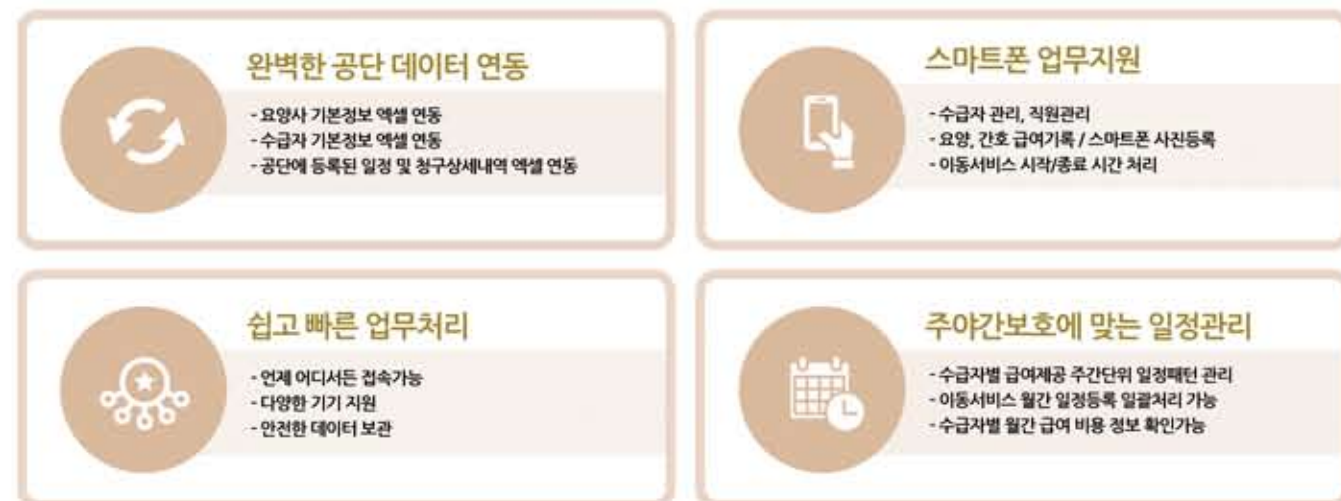 완벽한 공단 데이터 연동
- 요양사 기본정보 엑셀 연동
- 수급자 기본정보 엑셀 연동
- 공단에 등록된 일정 및 청구상세내역 엑셀 연동
스마트폰 업무지원
- 수급자 관리, 직원관리
- 요양, 간호 급여기록 / 스마트폰 사진등록
- 이동서비스 시작/종료 시간 처리
쉽고 빠른 업무처리
- 언제 어디서든 접속가능
- 다양한 기기 지원
- 안전한 데이터 보관
주야간보호에 맞는 일정관리
- 수급자별 급여제공 주간단위 일정패턴 관리
- 이동서비스 월간 일정등록 일괄처리 가능
- 수급자별 월간 급여 비용 정보 확인가능